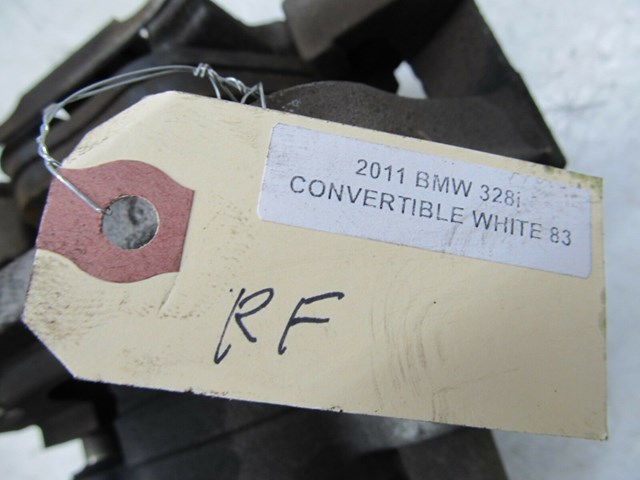 2011 BMW 328i
CONVERTIBLE WHITE 83
RF